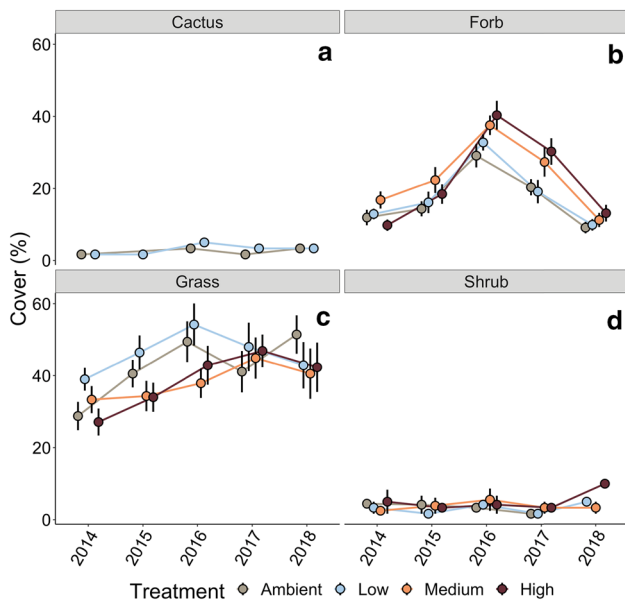 Cactus Forb
a b
60
40
20
0
Cover (%)
Grass Shrub
c d
60
40
20
0
2014 2015 2016 2017 2018 2014 2015 2016 2017 2018
Treatment Ambient Low Medium High